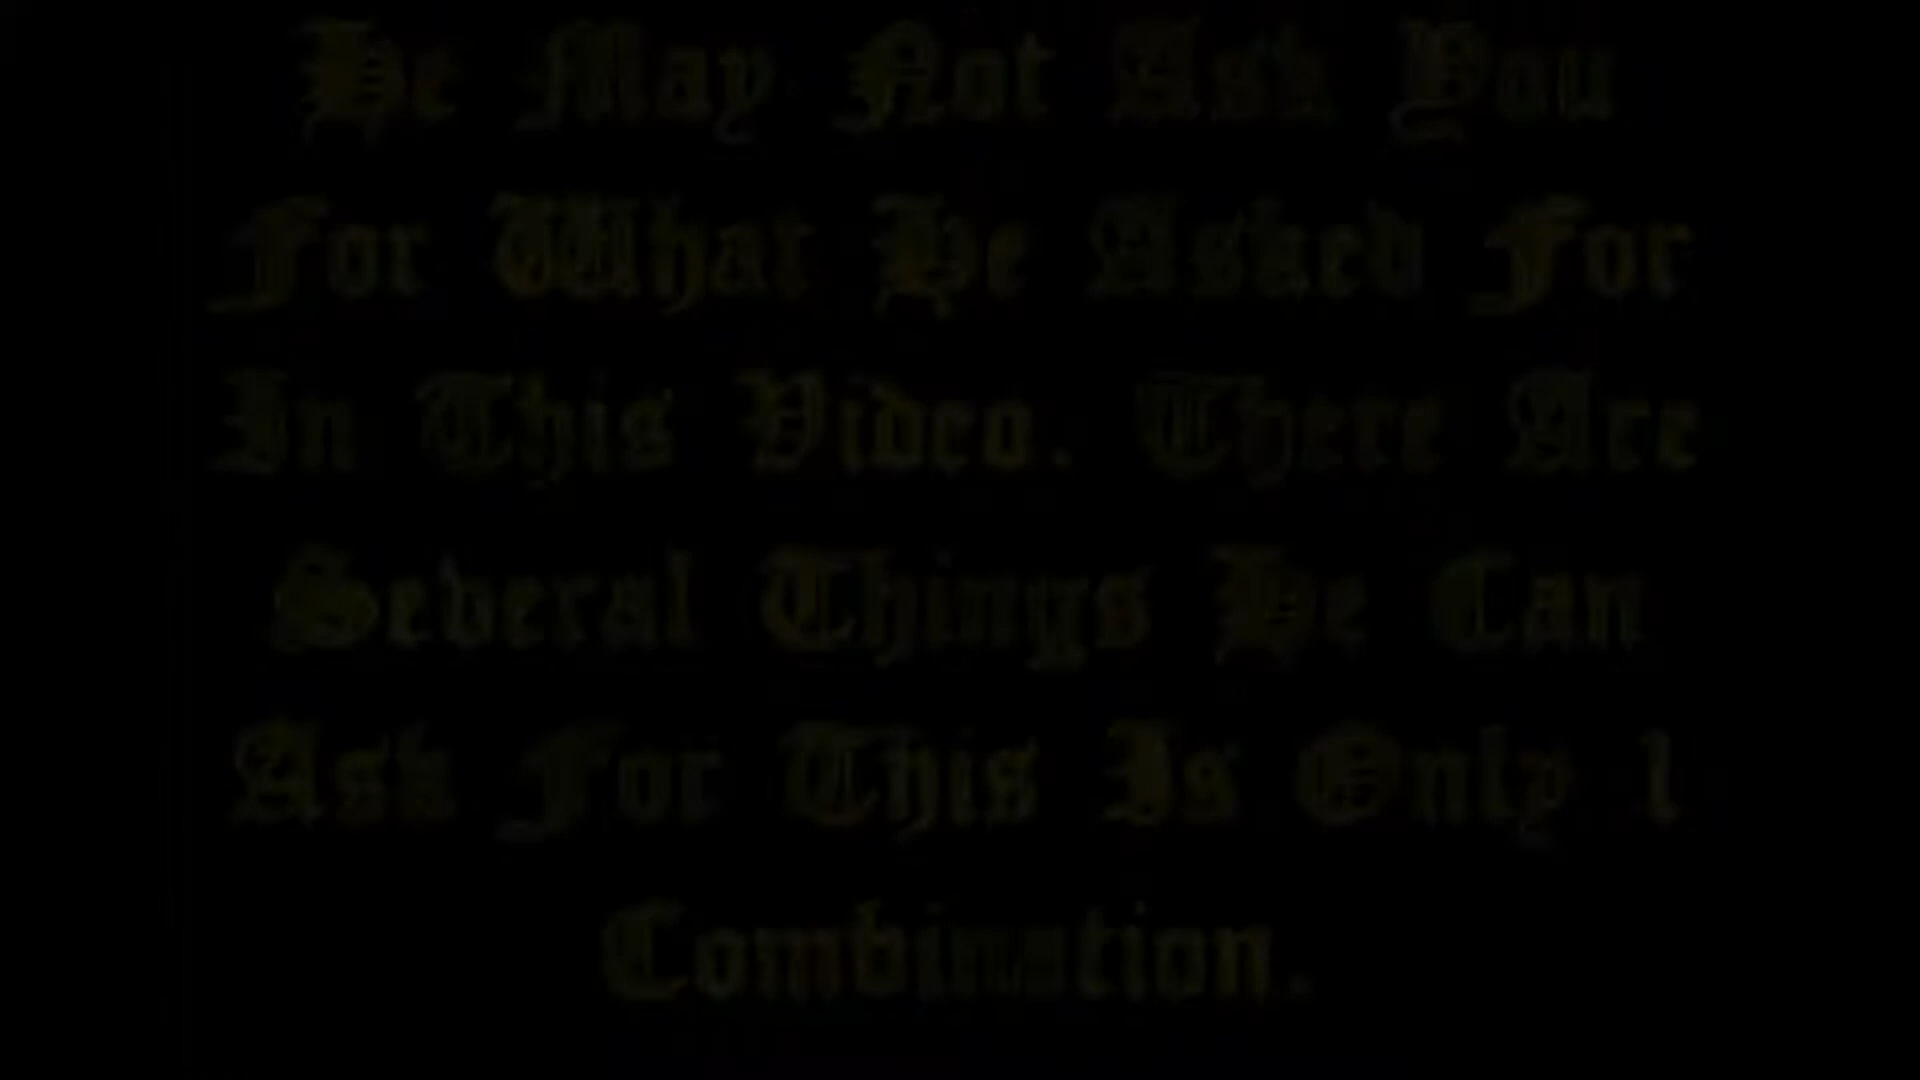 He May Not Ask You
For What He Asked For
In This Video. There Are
Several Things He Can
Ask For This Is Only 1
Combination.